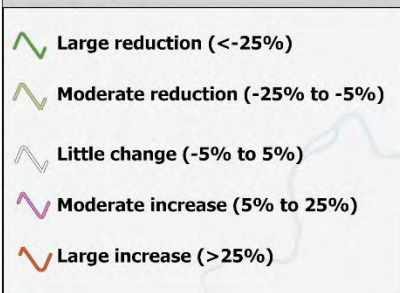 Large reduction (<-25%)
Moderate reduction (-25% to -5%)
Little change (-5% to 5%)
Moderate increase (5% to 25%)
Large increase (>25%)